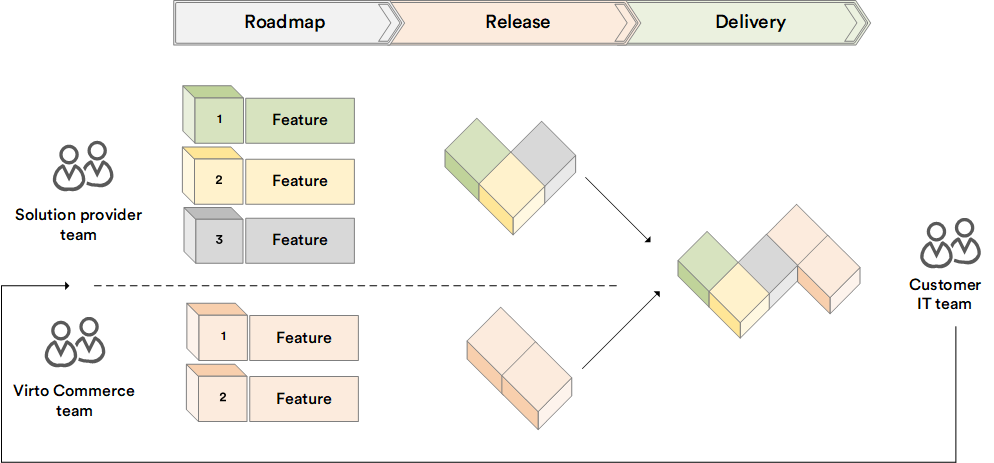 Roadmap
Release
Delivery
1
Feature
2
Feature
3
Feature
Solution provider
team
Customer
IT team
1
Feature
2
Feature
Virto Commerce
team